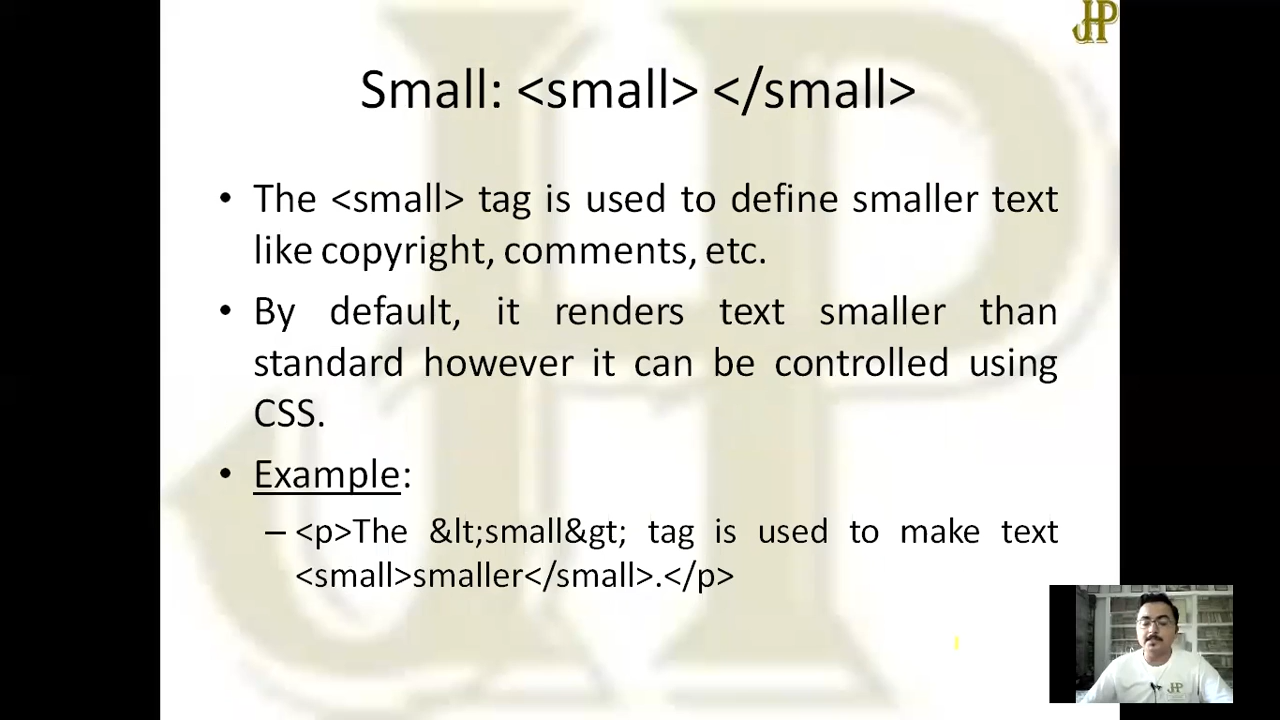 JHP
Small: <small> </small>
• The <small> tag is used to define smaller text
like copyright, comments, etc.
• By default, it renders text smaller than
standard however it can be controlled using
CSS.
• Example:
– <p>The &lt;small&gt; tag is used to make text
<small>smaller</small>.</p>
JHP